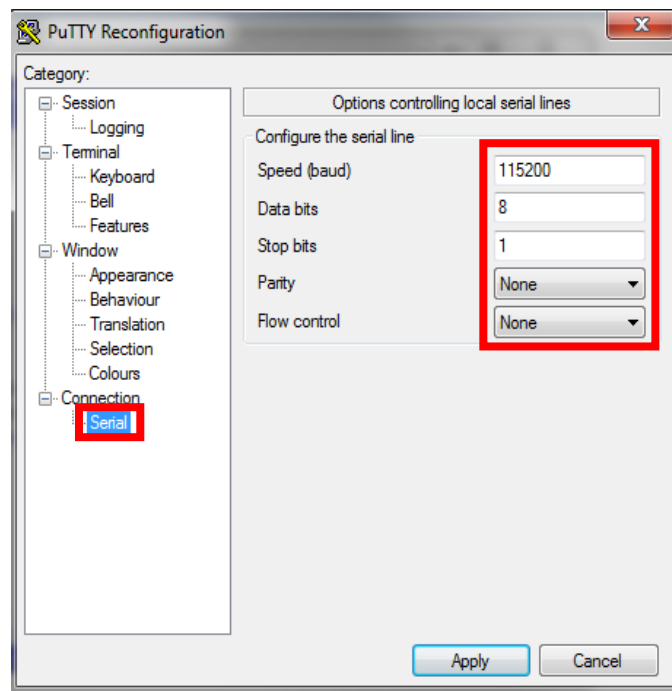 PuTTY Reconfiguration
Category:
Session
Logging
Terminal
Keyboard
Bell
Features
Window
Appearance
Behaviour
Translation
Selection
Colours
Connection
Serial
Options controlling local serial lines
Configure the serial line
Speed (baud) 115200
Data bits 8
Stop bits 1
Parity None
Flow control None
Apply Cancel